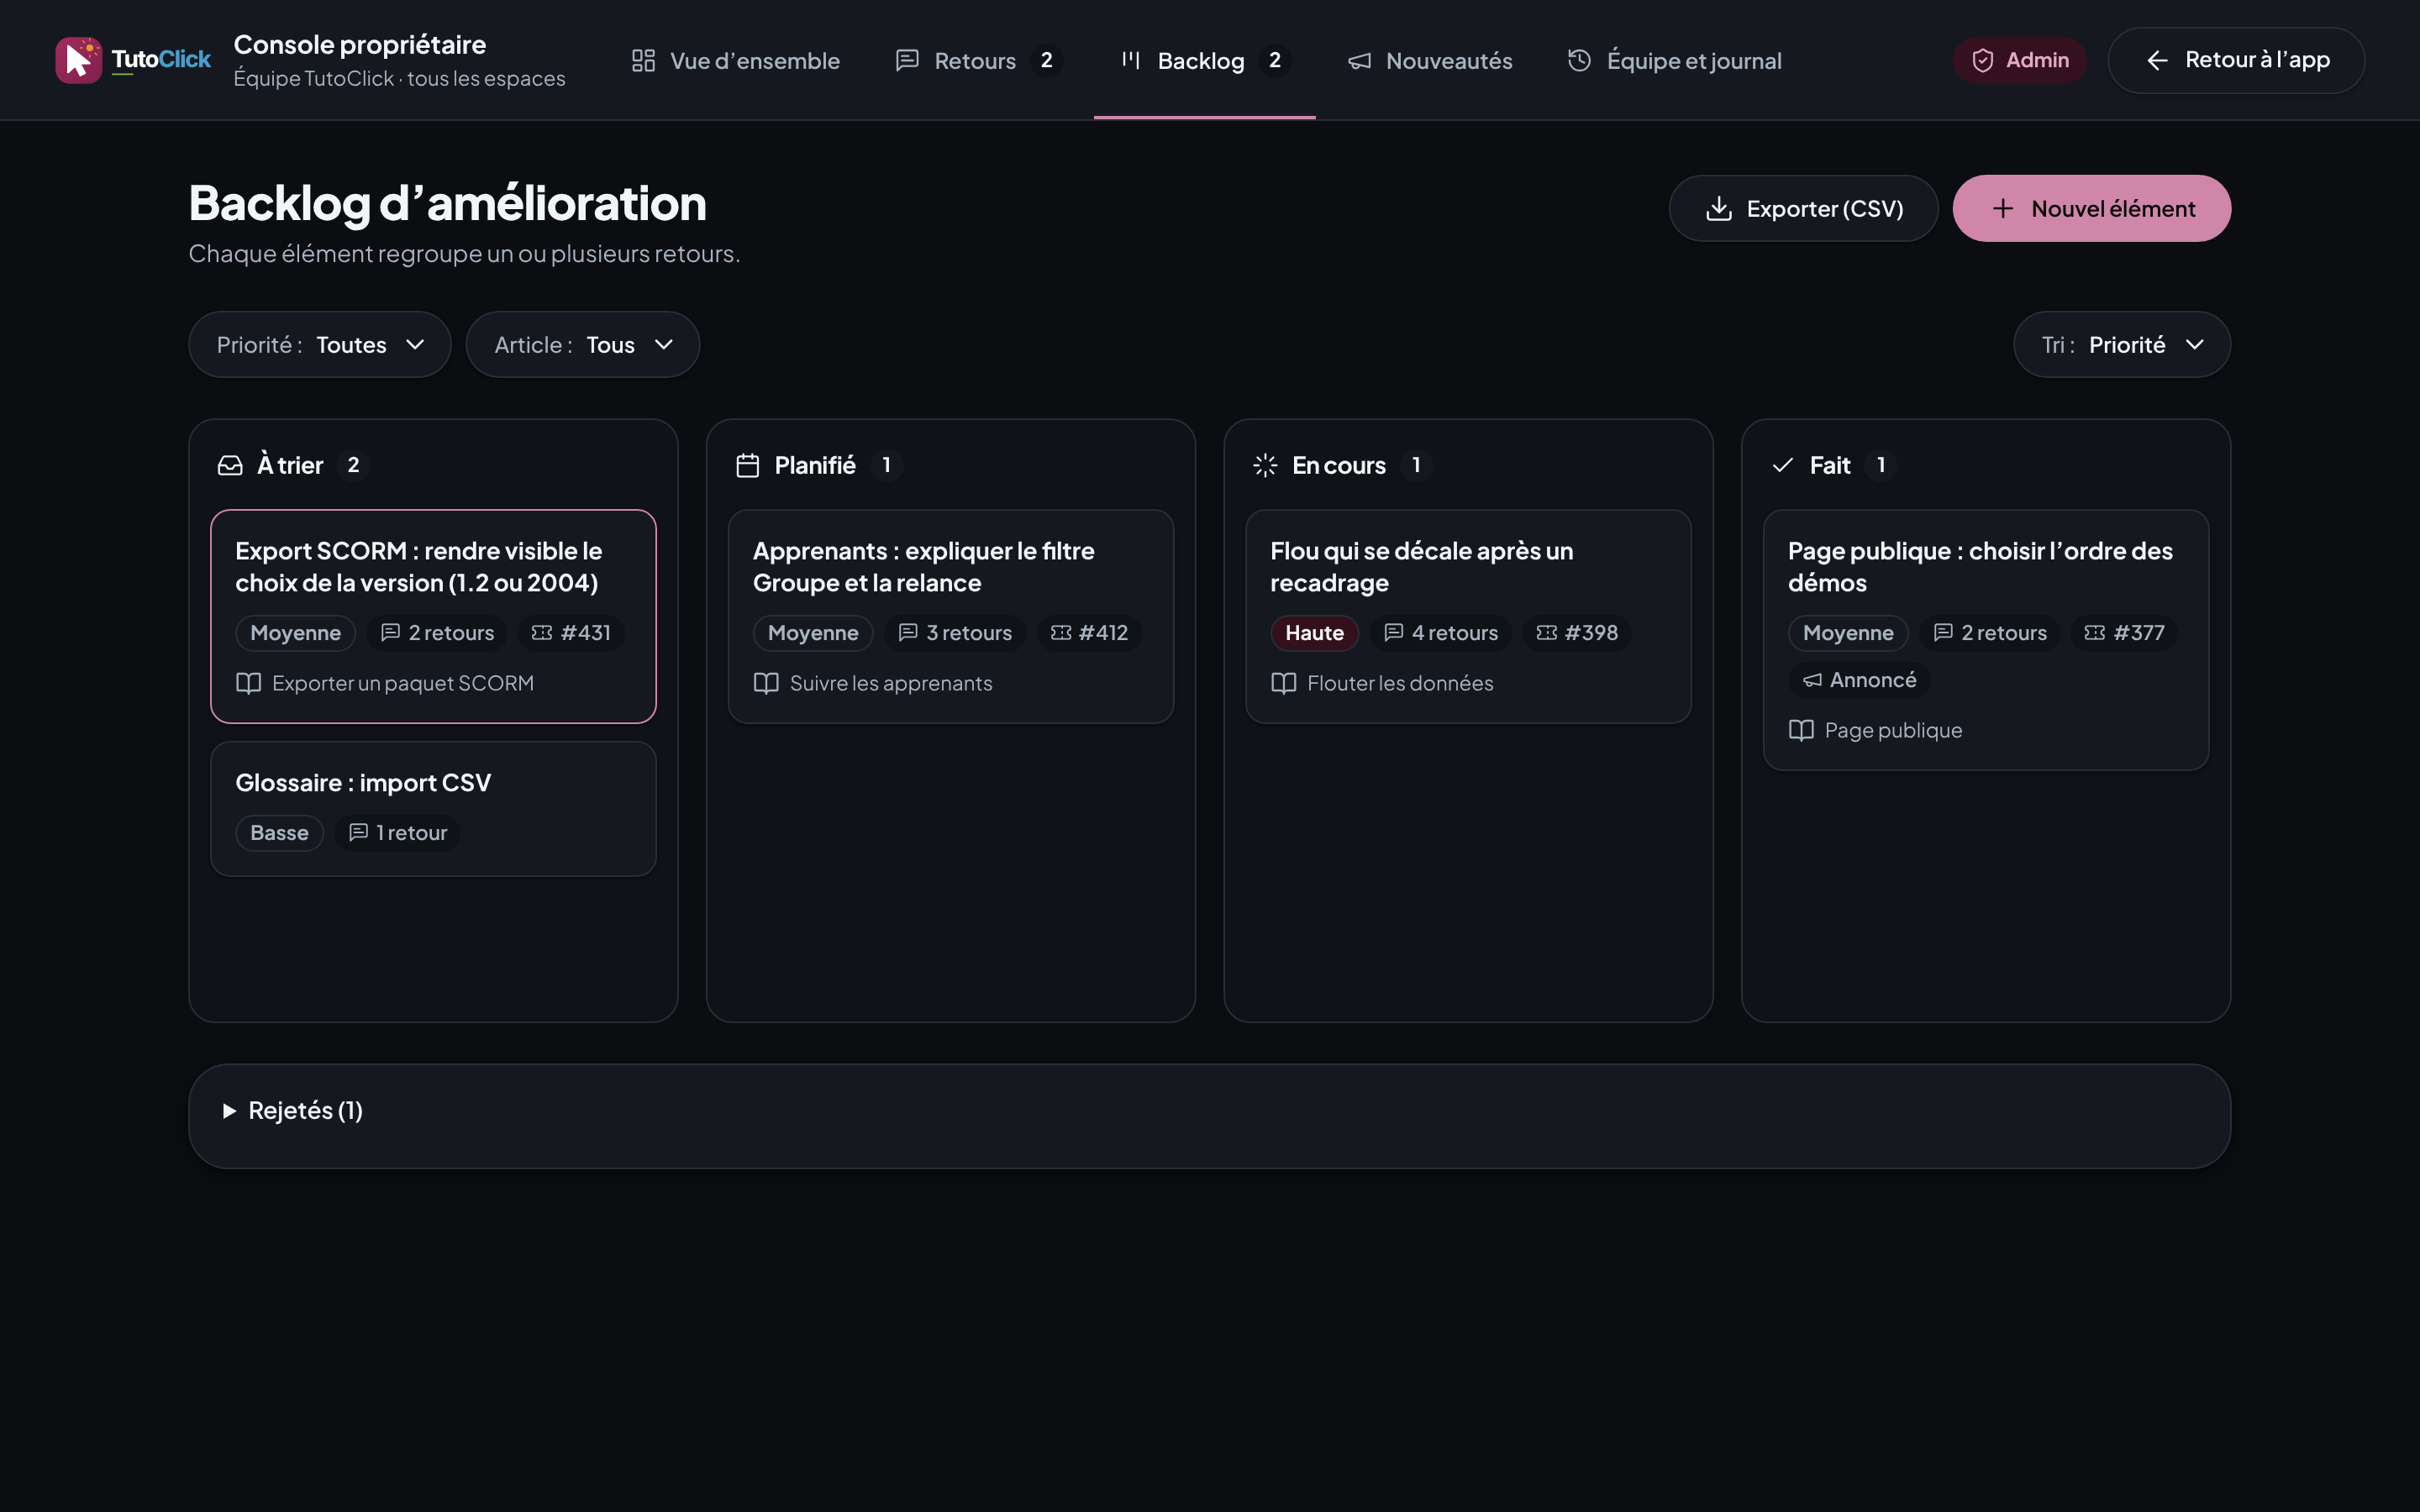 TutoClick
Console propriétaire
Équipe TutoClick · tous les espaces
Vue d’ensemble
Retours 2
Backlog 2
Nouveautés
Équipe et journal
Admin
Retour à l’app
Backlog d’amélioration
Chaque élément regroupe un ou plusieurs retours.
Exporter (CSV)
Nouvel élément
Priorité : Toutes
Article : Tous
Tri : Priorité
À trier 2
Export SCORM : rendre visible le
choix de la version (1.2 ou 2004)
Moyenne 2 retours #431
Exporter un paquet SCORM
Glossaire : import CSV
Basse 1 retour
Planifié 1
Apprenants : expliquer le filtre
Groupe et la relance
Moyenne 3 retours #412
Suivre les apprenants
En cours 1
Flou qui se décale après un
recadrage
Haute 4 retours #398
Flouter les données
Fait 1
Page publique : choisir l’ordre des
démos
Moyenne 2 retours #377
Annoncé
Page publique
Rejetés (1)